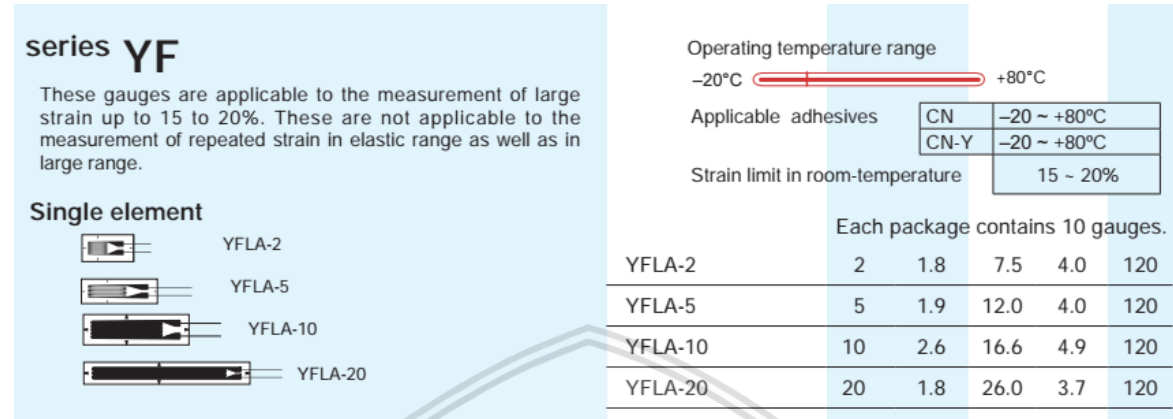 series YF
These gauges are applicable to the measurement of large
strain up to 15 to 20%. These are not applicable to the
measurement of repeated strain in elastic range as well as in
large range.
Single element
YFLA-2
YFLA-5
YFLA-10
YFLA-20
Operating temperature range
–20°C +80°C
Applicable adhesives CN –20 ~ +80ºC
CN-Y –20 ~ +80ºC
Strain limit in room-temperature 15 ~ 20%
Each package contains 10 gauges.
YFLA-2 2 1.8 7.5 4.0 120
YFLA-5 5 1.9 12.0 4.0 120
YFLA-10 10 2.6 16.6 4.9 120
YFLA-20 20 1.8 26.0 3.7 120